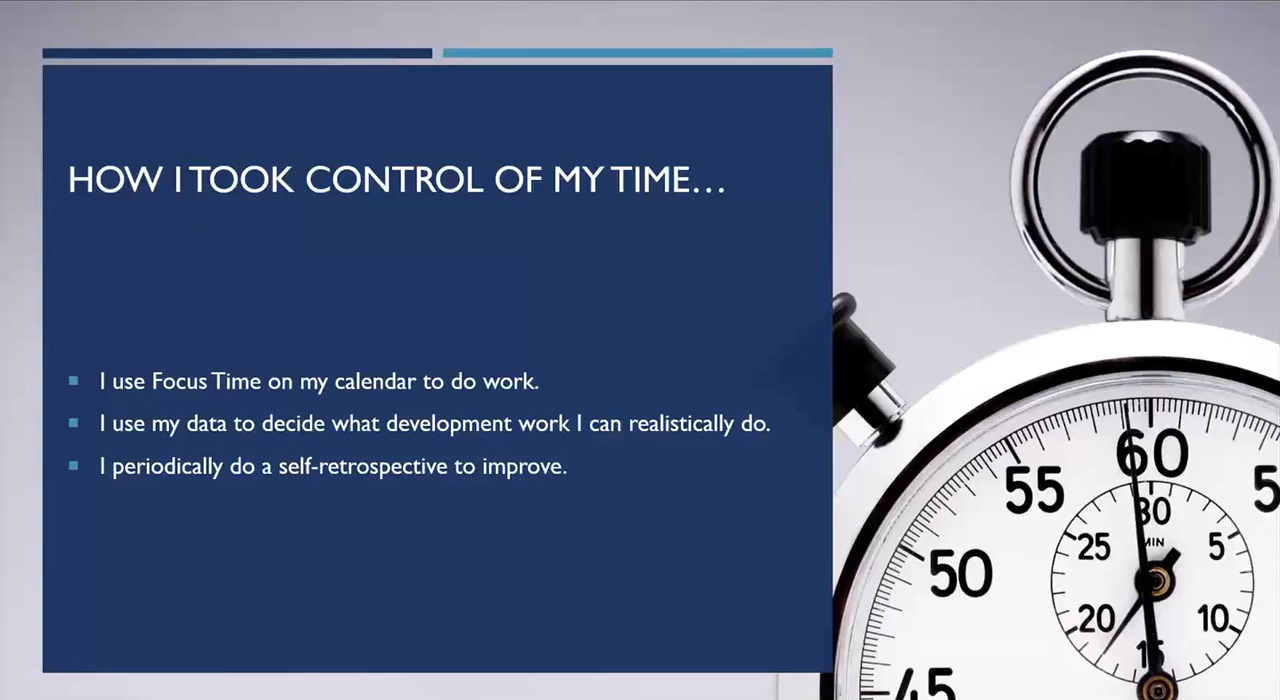 HOW I TOOK CONTROL OF MY TIME...
I use Focus Time on my calendar to do work.
I use my data to decide what development work I can realistically do.
I periodically do a self-retrospective to improve.
60
55
5
30
MIN
25
5
50
20
10
15
45